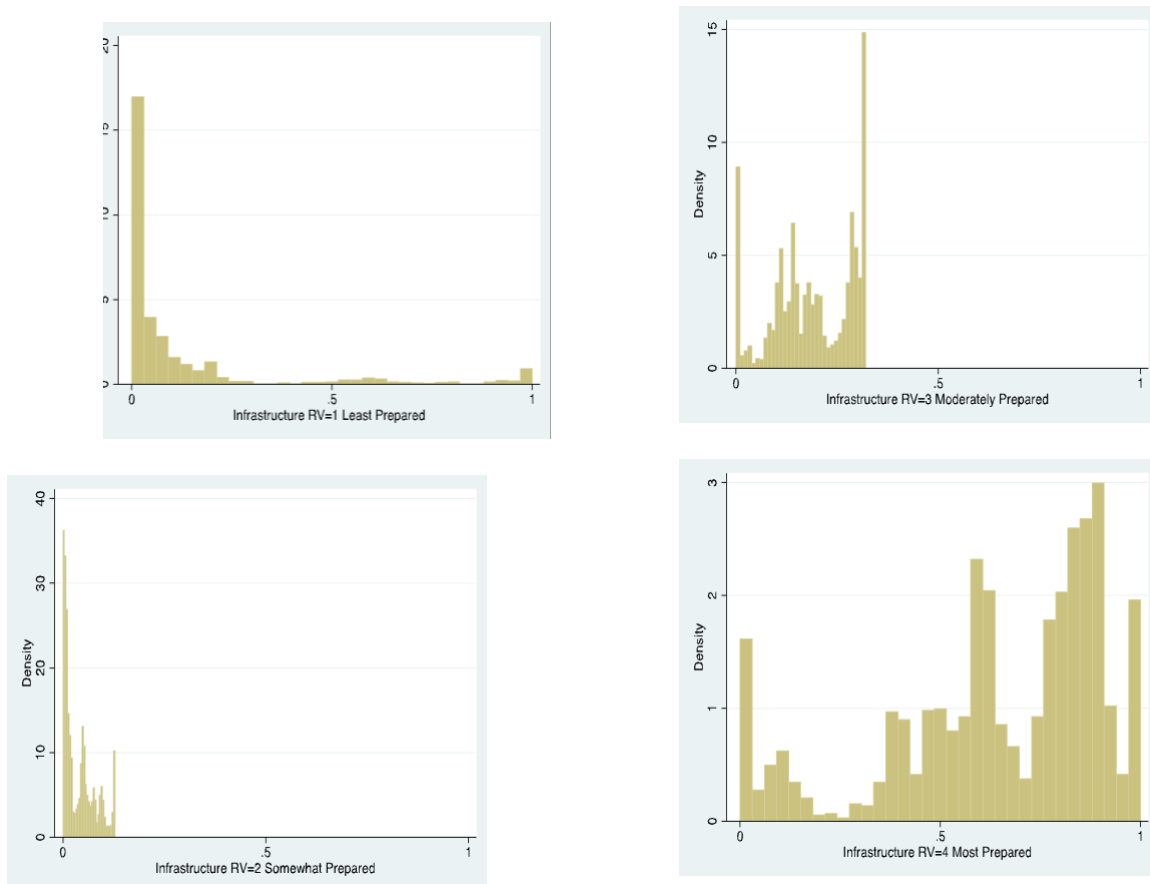 0 .5 1
Infrastructure RV=1 Least Prepared
Density
15
10
5
0
0 .5 1
Infrastructure RV=3 Moderately Prepared
Density
40
30
20
10
0
0 .5 1
Infrastructure RV=2 Somewhat Prepared
Density
3
2
1
0
0 .5 1
Infrastructure RV=4 Most Prepared